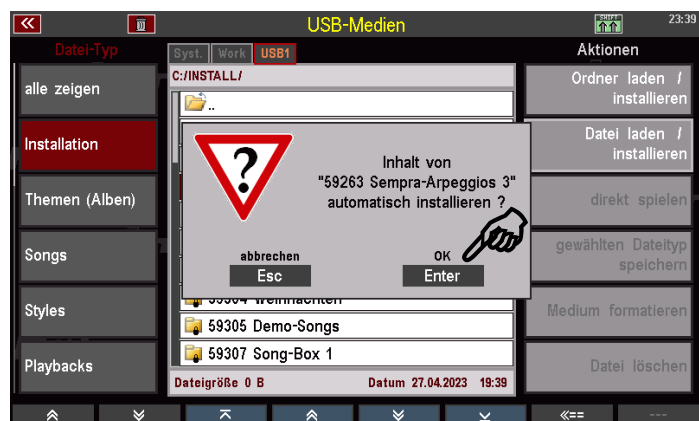 USB-Medien
SHIFT
23:39
Datei-Typ
Syst. Work USB1
Aktionen
alle zeigen
Installation
Themen (Alben)
Songs
Styles
Playbacks
C:/INSTALL/
..
Inhalt von
"59263 Sempra-Arpeggios 3"
automatisch installieren ?
abbrechen
Esc
OK
Enter
59304 Weihnachten
59305 Demo-Songs
59307 Song-Box 1
Dateigröße 0 B
Datum 27.04.2023 19:39
Ordner laden /
installieren
Datei laden /
installieren
direkt spielen
gewählten Dateityp
speichern
Medium formatieren
Datei löschen
«==
---